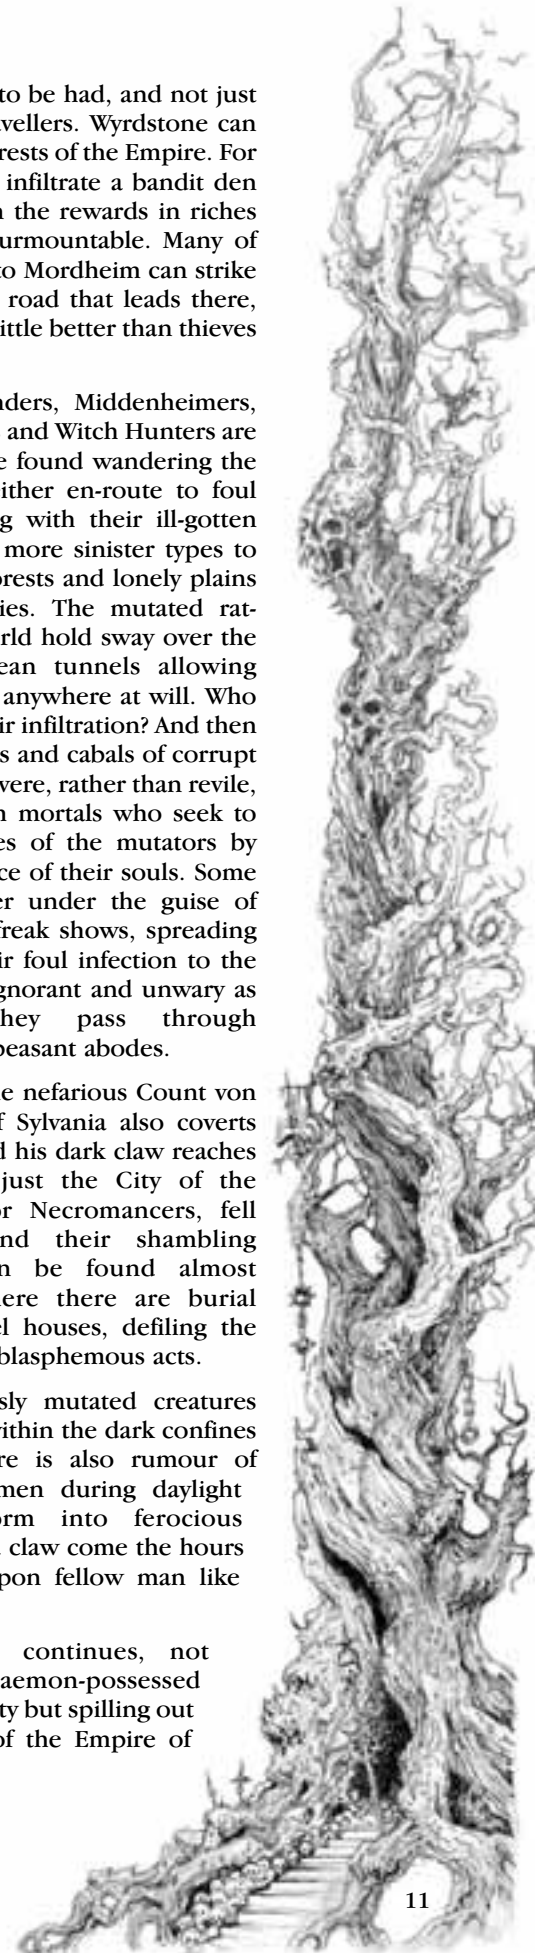 to be had, and not just
vellers. Wyrdstone can
rests of the Empire. For
infiltrate a bandit den
the rewards in riches
urmountable. Many of
to Mordheim can strike
road that leads there,
ittle better than thieves
nders, Middenheimers,
and Witch Hunters are
e found wandering the
ither en-route to foul
g with their ill-gotten
more sinister types to
orests and lonely plains
ies. The mutated rat-
rld hold sway over the
ean tunnels allowing
anywhere at will. Who
ir infiltration? And then
s and cabals of corrupt
vere, rather than revile,
n mortals who seek to
es of the mutators by
ce of their souls. Some
er under the guise of
freak shows, spreading
ir foul infection to the
gnorant and unwary as
hey pass through
peasant abodes.
e nefarious Count von
f Sylvania also coverts
d his dark claw reaches
just the City of the
or Necromancers, fell
nd their shambling
n be found almost
ere there are burial
el houses, defiling the
blasphemous acts.
sly mutated creatures
within the dark confines
re is also rumour of
men during daylight
orm into ferocious
claw come the hours
pon fellow man like
continues, not
aemon-possessed
ty but spilling out
of the Empire of
11